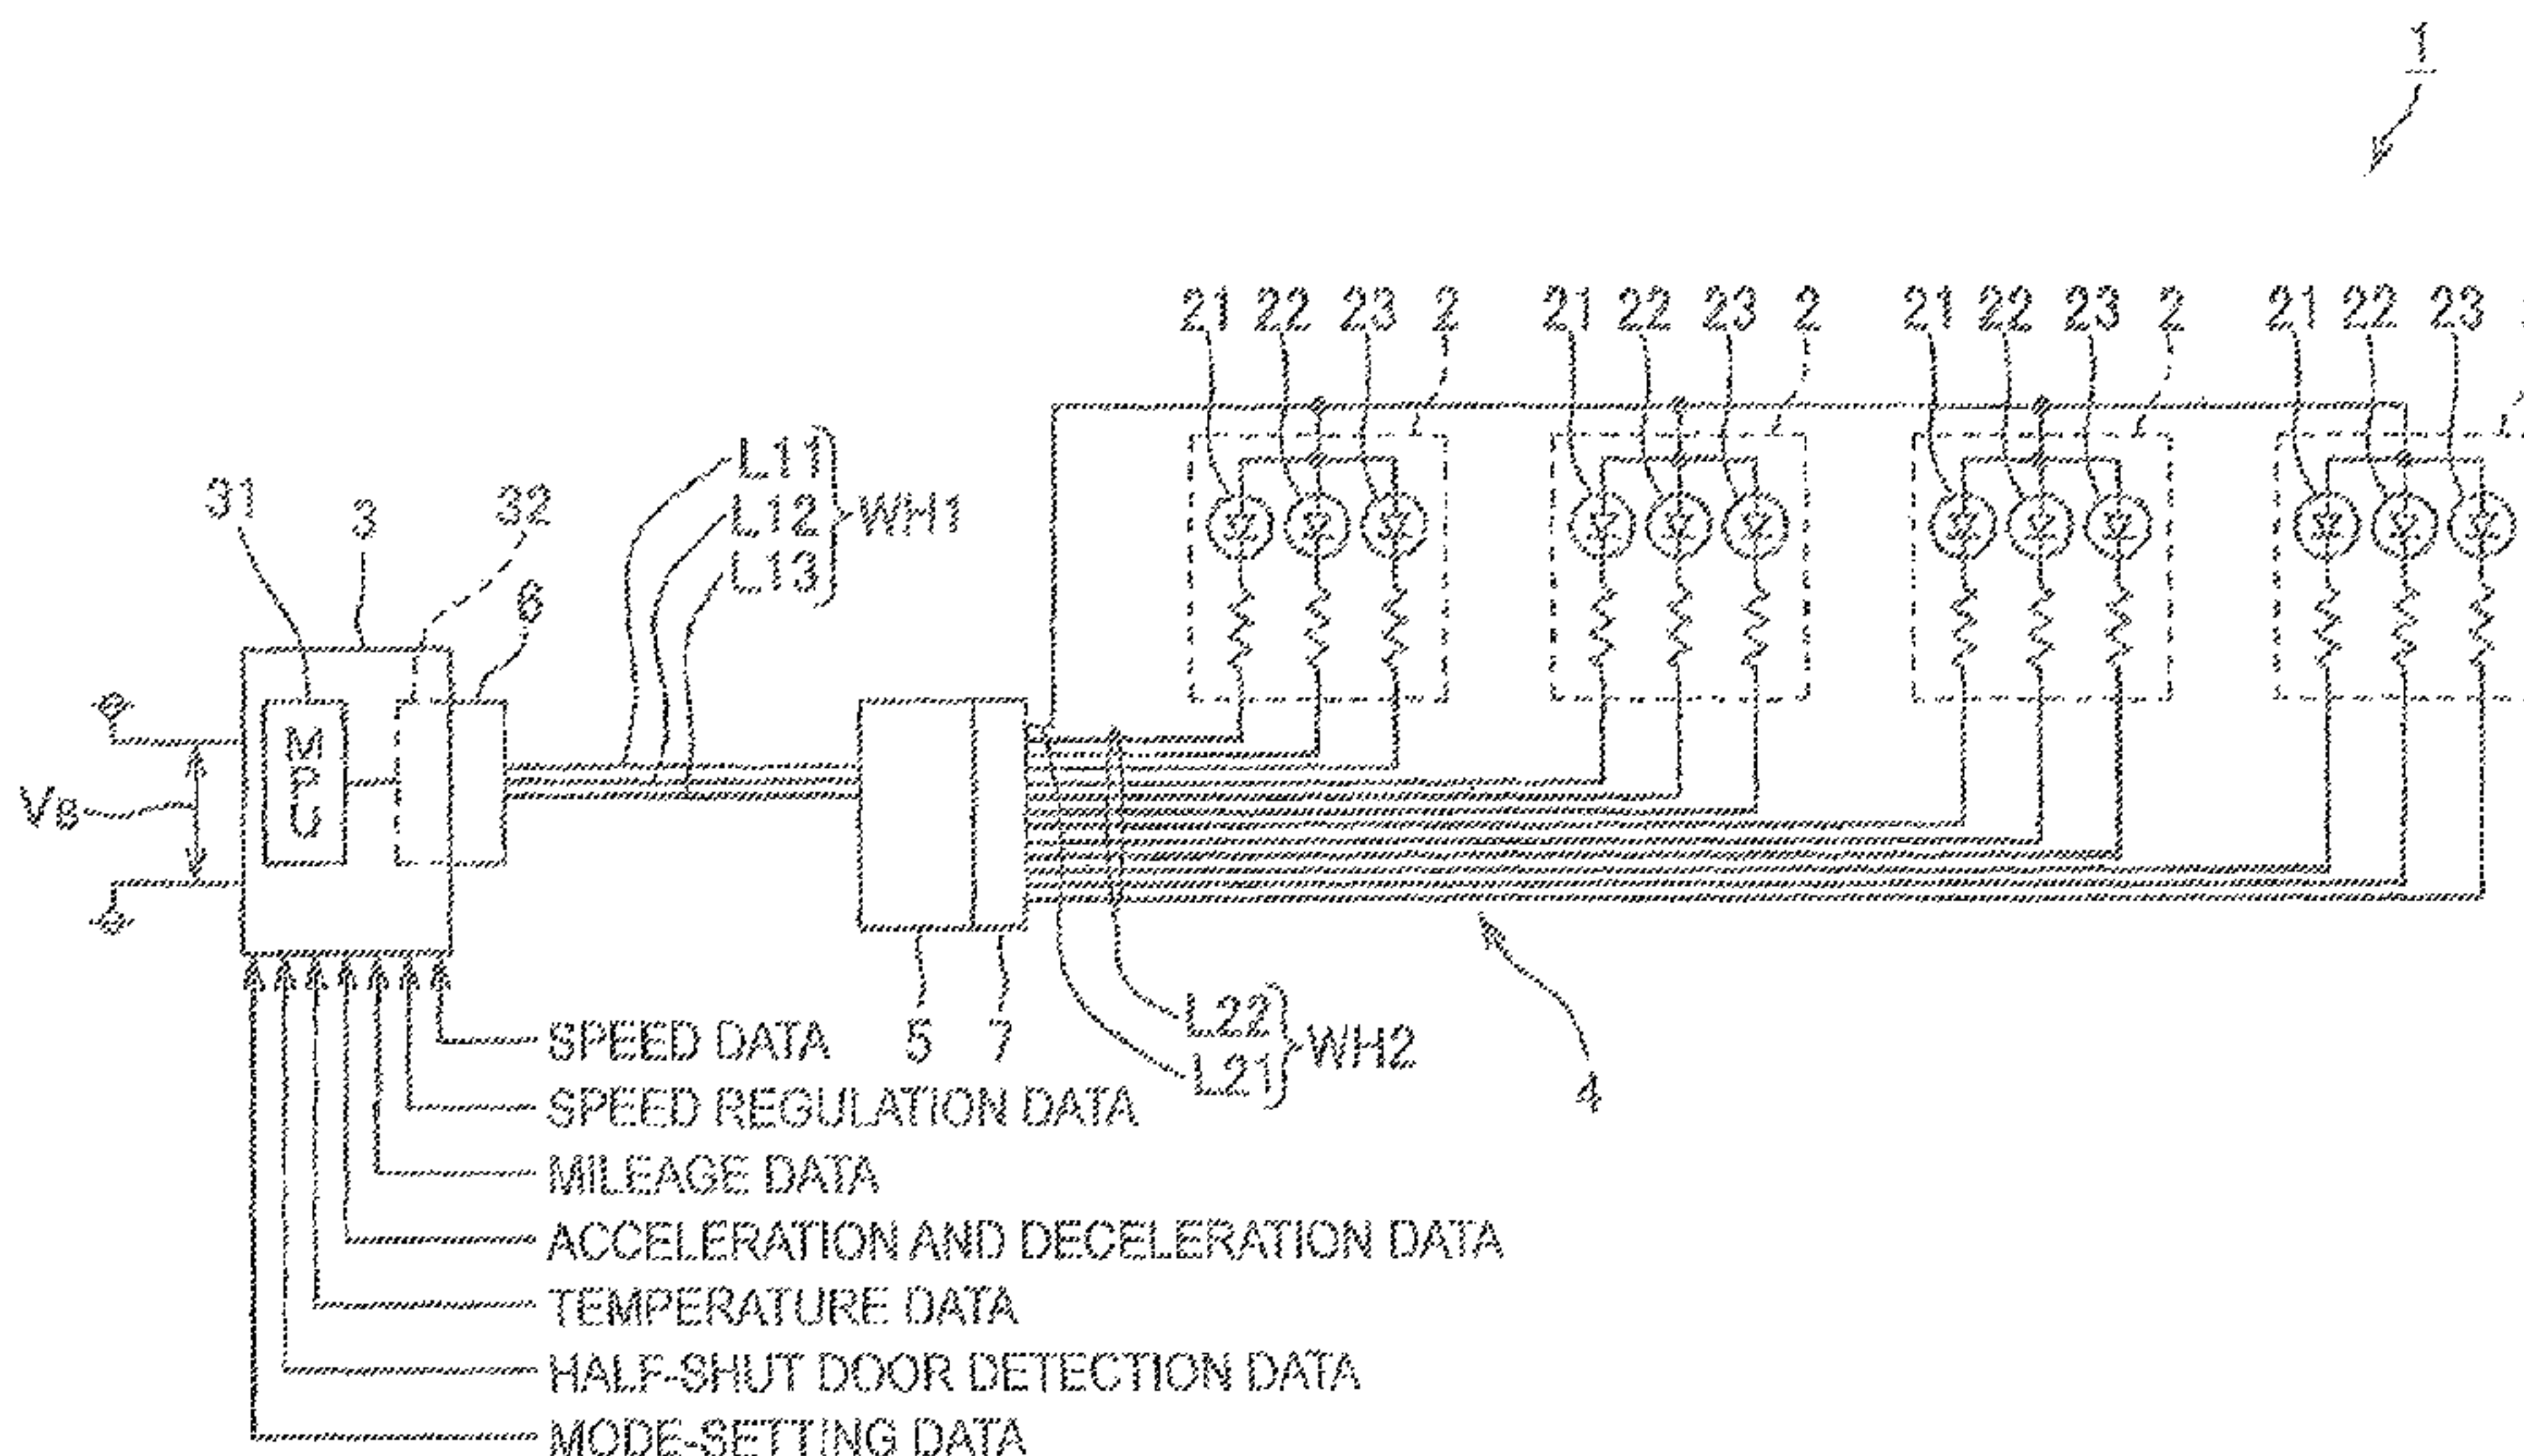 1
21 22 23 2 21 22 23 2 21 22 23 2 21 22 23
L11
L12
L13
WH1
31
3
32
6
MPU
VB
5
7
L22
L21
WH2
4
SPEED DATA
SPEED REGULATION DATA
MILEAGE DATA
ACCELERATION AND DECELERATION DATA
TEMPERATURE DATA
HALF-SHUT DOOR DETECTION DATA
MODE-SETTING DATA